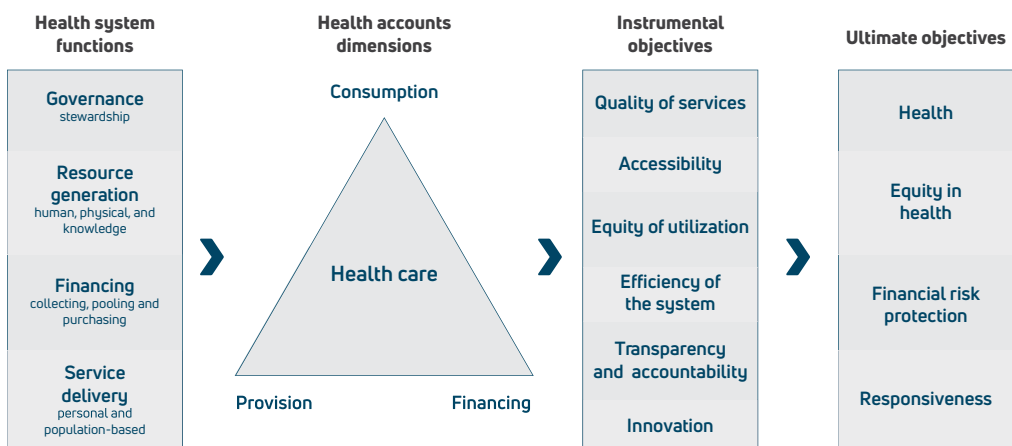 Health system
functions
Governance
stewardship
Resource
generation
human, physical, and
knowledge
Financing
collecting, pooling and
purchasing
Service
delivery
personal and
population-based
Health accounts
dimensions
Consumption
Health care
Provision
Financing
Instrumental
objectives
Quality of services
Accessibility
Equity of utilization
Efficiency of
the system
Transparency
and accountability
Innovation
Ultimate objectives
Health
Equity in
health
Financial risk
protection
Responsiveness